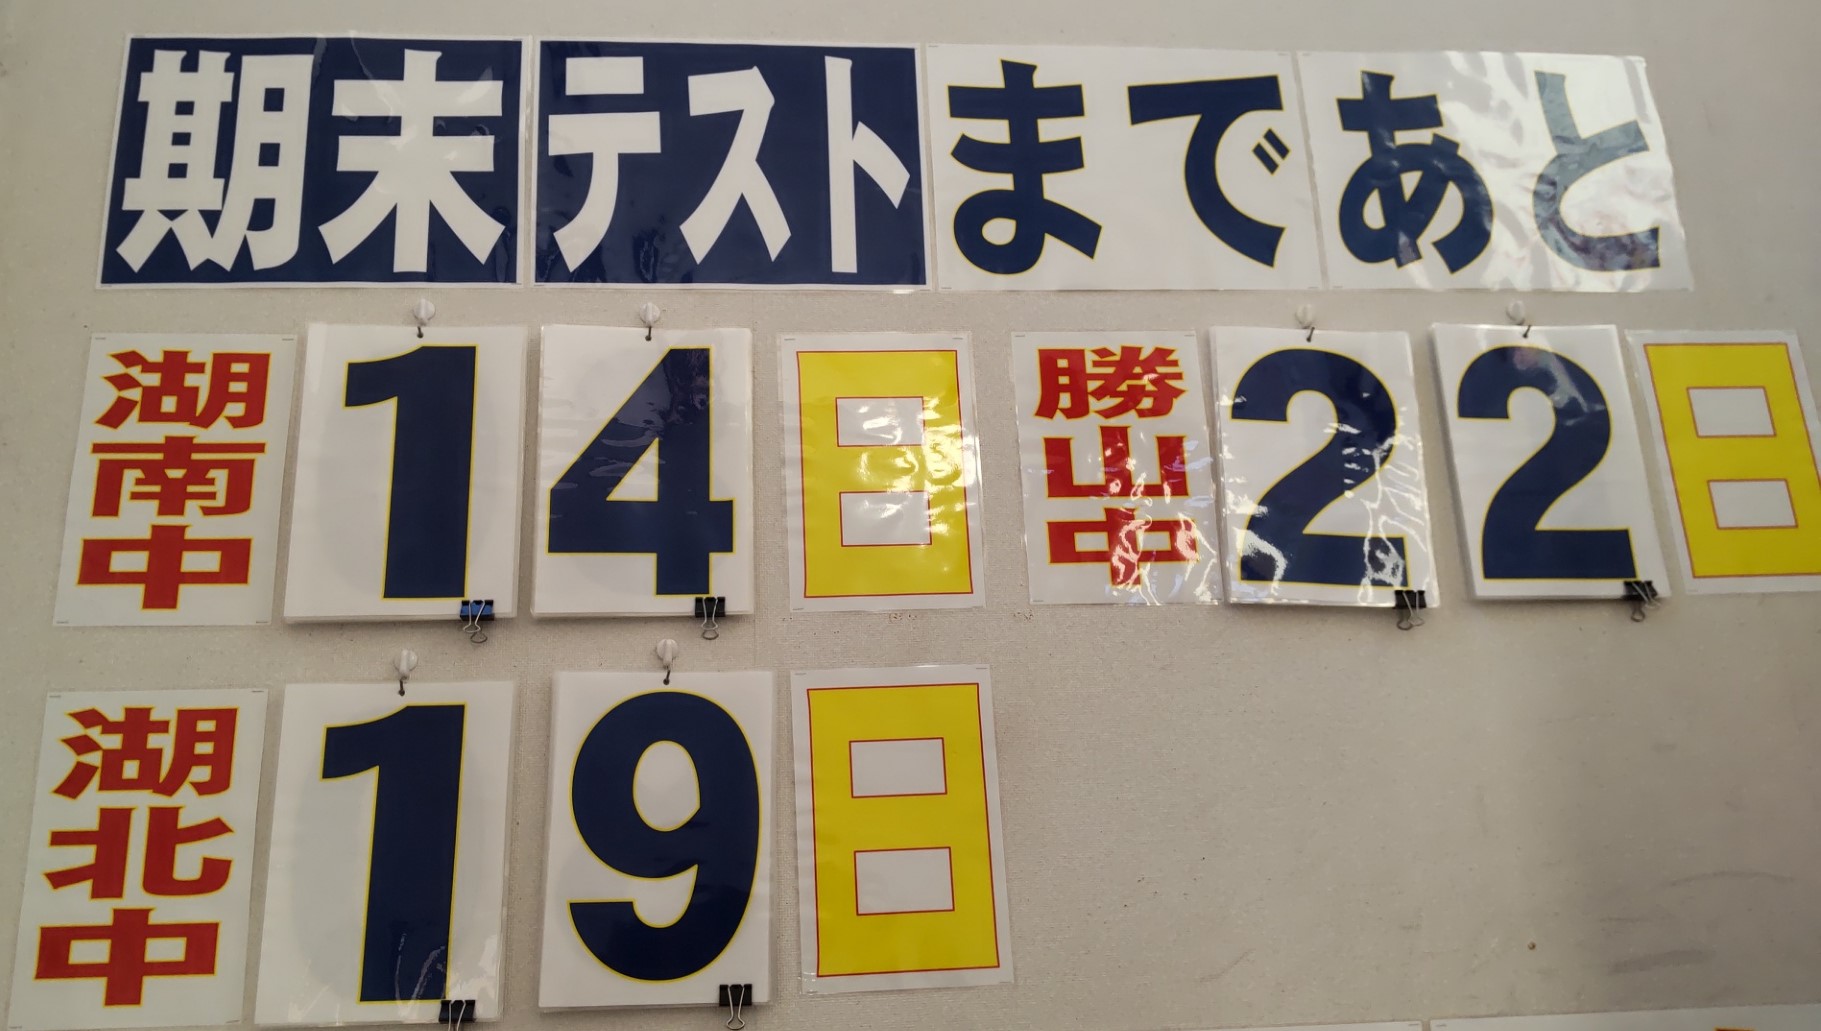 期末テストまであと
湖南中 14日
勝山中 22日
湖北中 19日